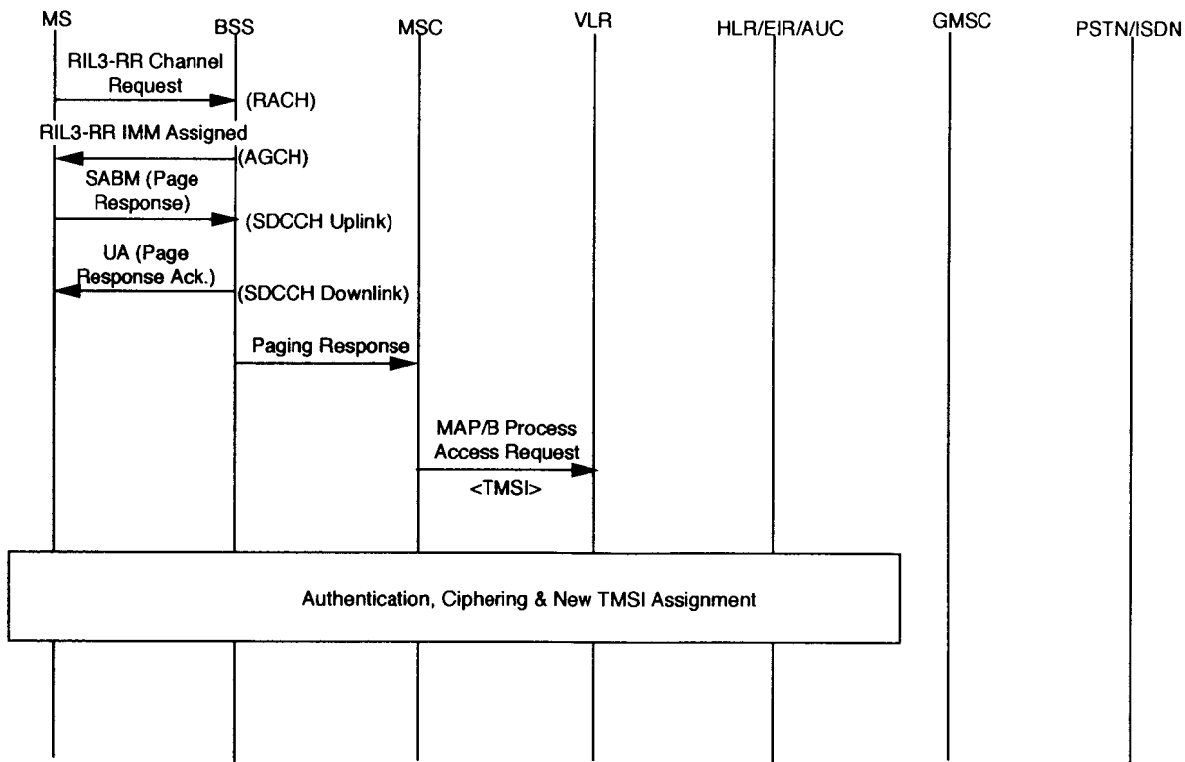 MS
BSS
MSC
VLR
HLR/EIR/AUC
GMSC
PSTN/ISDN
RIL3-RR Channel
Request
(RACH)
RIL3-RR IMM Assigned
(AGCH)
SABM (Page
Response)
(SDCCH Uplink)
UA (Page
Response Ack.)
(SDCCH Downlink)
Paging Response
MAP/B Process
Access Request
<TMSI>
Authentication, Ciphering & New TMSI Assignment